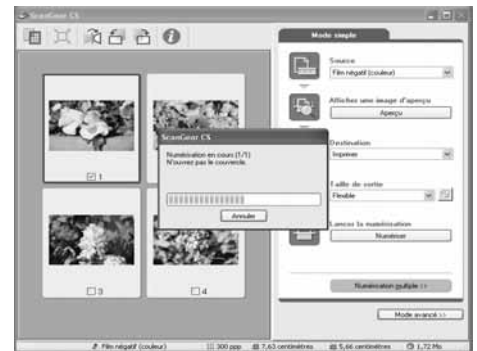 ScanGear CS
Mode simple
Source
Film négatif (couleur)
Affichez une image d'aperçu
Aperçu
ScanGear CS
Numérisation en cours (1/1)
N'ouvrez pas le couvercle.
Annuler
Destination
Imprimer
Taille de sortie
Flexible
Lancez la numérisation
Numériser
1
3
4
Numérisation multiple >>
Mode avancé >>
Film négatif (couleur)
300 ppp
7,63 centimètres
5,66 centimètres
1,72 Mo